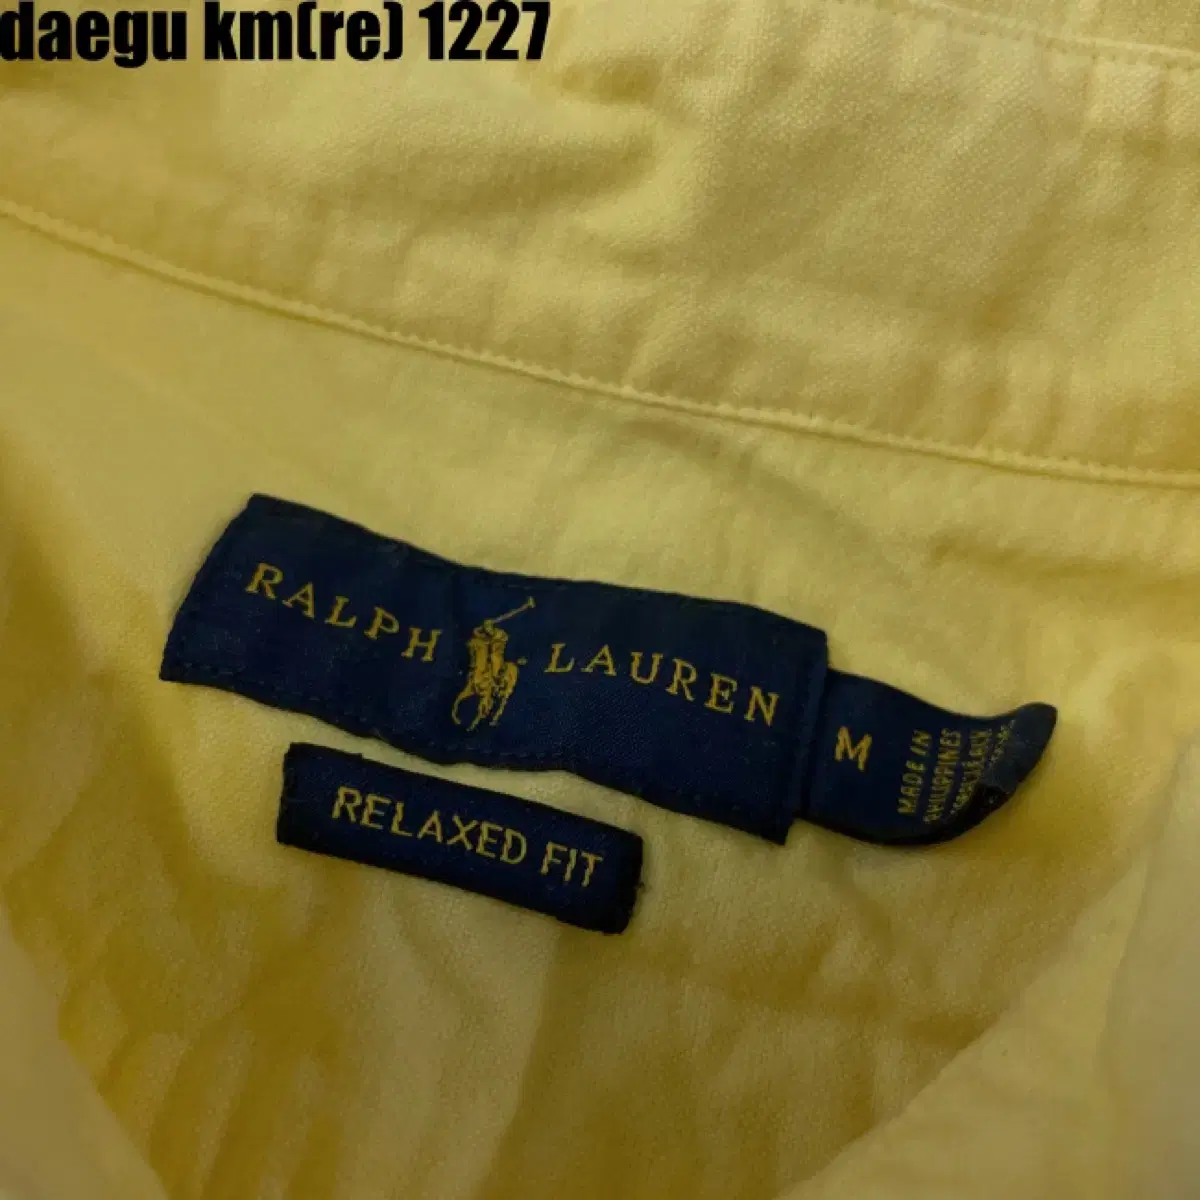 daegu km(re) 1227
RALPH LAUREN
M
MADE IN
PHILIPPINES
RELAXED FIT